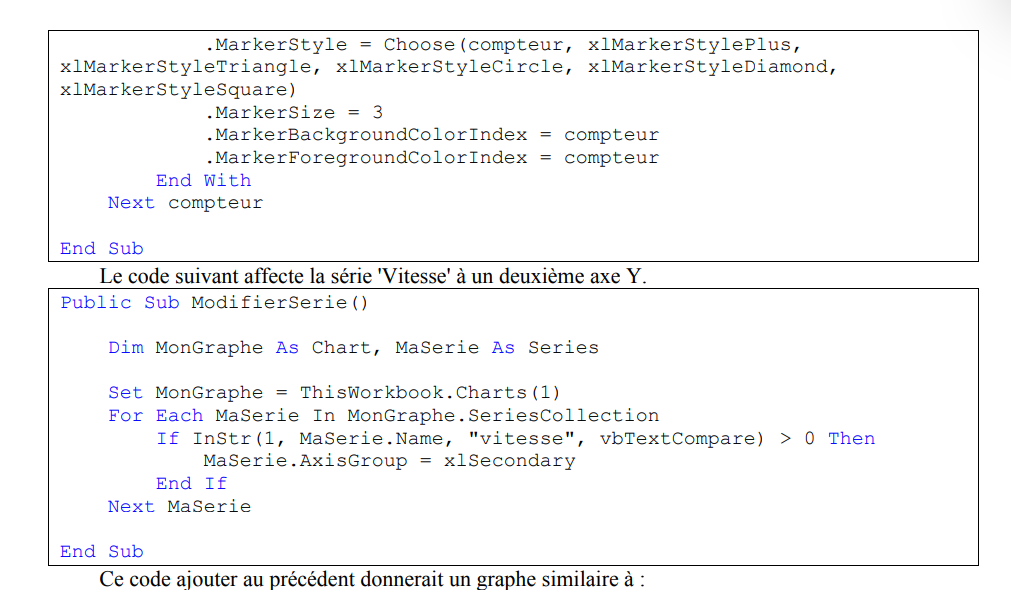 .MarkerStyle = Choose(compteur, xlMarkerStylePlus,
xlMarkerStyleTriangle, xlMarkerStyleCircle, xlMarkerStyleDiamond,
xlMarkerStyleSquare)
.MarkerSize = 3
.MarkerBackgroundColorIndex = compteur
.MarkerForegroundColorIndex = compteur
End With
Next compteur
End Sub
Le code suivant affecte la série 'Vitesse' à un deuxième axe Y.
Public Sub ModifierSerie()
Dim MonGraphe As Chart, MaSerie As Series
Set MonGraphe = ThisWorkbook.Charts(1)
For Each MaSerie In MonGraphe.SeriesCollection
If InStr(1, MaSerie.Name, "vitesse", vbTextCompare) > 0 Then
MaSerie.AxisGroup = xlSecondary
End If
Next MaSerie
End Sub
Ce code ajouter au précédent donnerait un graphe similaire à :